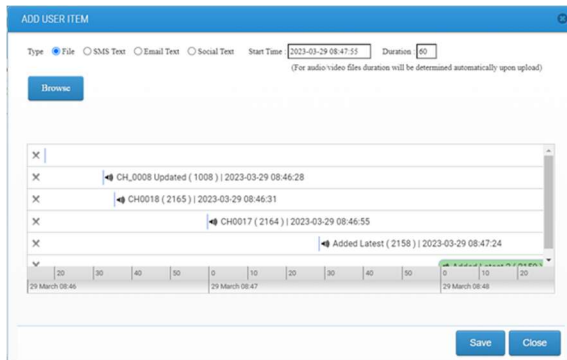 ADD USER ITEM
Type File SMS Text Email Text Social Text Start Time : 2023-03-29 08:47:55 Duration : 60
(For audio/video files duration will be determined automatically upon upload)
Browse
CH_0008 Updated ( 1008 ) | 2023-03-29 08:46:28
CH0018 ( 2165 ) | 2023-03-29 08:46:31
CH0017 ( 2164 ) | 2023-03-29 08:46:55
Added Latest ( 2158 ) | 2023-03-29 08:47:24
20 30 40 50 0 10 20 30 40 50 0 10 20
29 March 08:46 29 March 08:47 29 March 08:48
Save Close